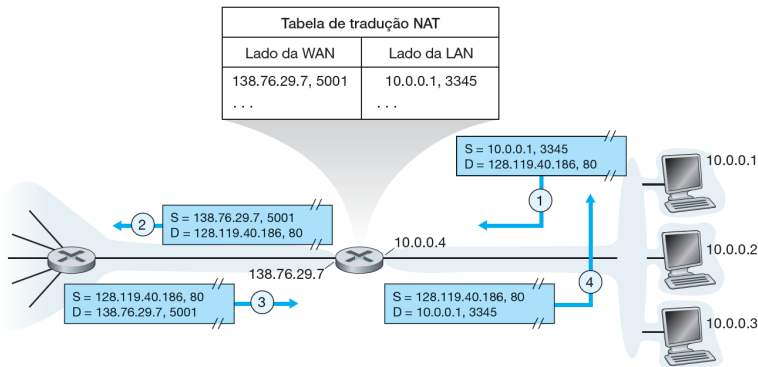 Tabela de tradução NAT
Lado da WAN Lado da LAN
138.76.29.7, 5001 10.0.0.1, 3345
. . . . . .
S = 10.0.0.1, 3345
D = 128.119.40.186, 80
1
10.0.0.1
S = 138.76.29.7, 5001
D = 128.119.40.186, 80
2
10.0.0.4
10.0.0.2
138.76.29.7
S = 128.119.40.186, 80
D = 138.76.29.7, 5001
3
S = 128.119.40.186, 80
D = 10.0.0.1, 3345
4
10.0.0.3